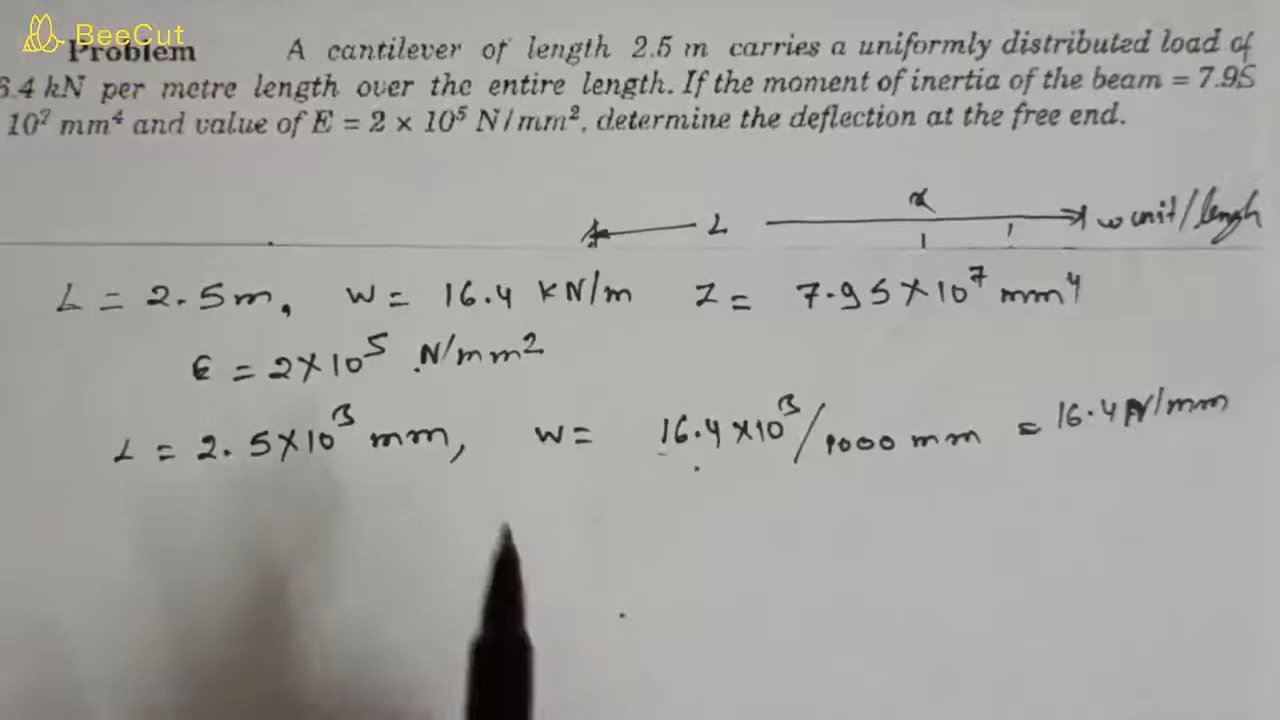 BeeCut
Problem A cantilever of length 2.5 m carries a uniformly distributed load of
6.4 kN per metre length over the entire length. If the moment of inertia of the beam = 7.95
10⁷ mm⁴ and value of E = 2 × 10⁵ N/mm², determine the deflection at the free end.
L x w unit/lengh
L = 2.5 m, W = 16.4 KN/m I = 7.95×10⁷ mm⁴
E = 2×10⁵ N/mm²
L = 2.5×10³ mm, W = 16.4×10³/1000 mm = 16.4 N/mm